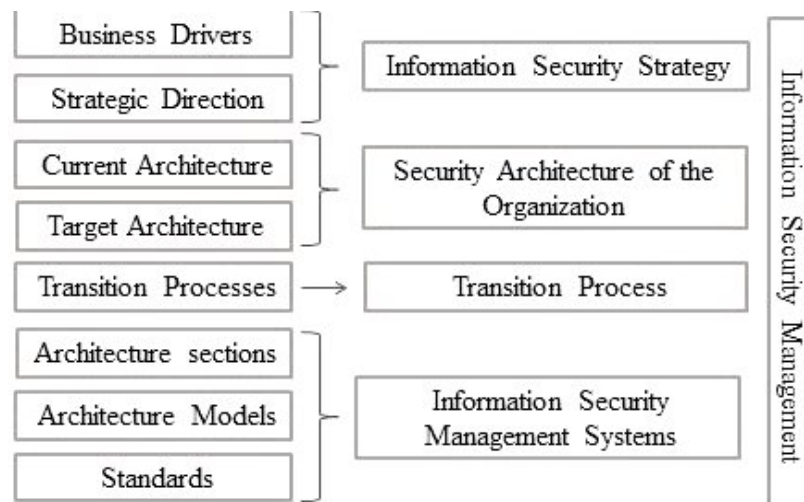 Business Drivers
Strategic Direction
Information Security Strategy
Current Architecture
Target Architecture
Security Architecture of the
Organization
Transition Processes
Transition Process
Architecture sections
Architecture Models
Standards
Information Security
Management Systems
Information Security Management